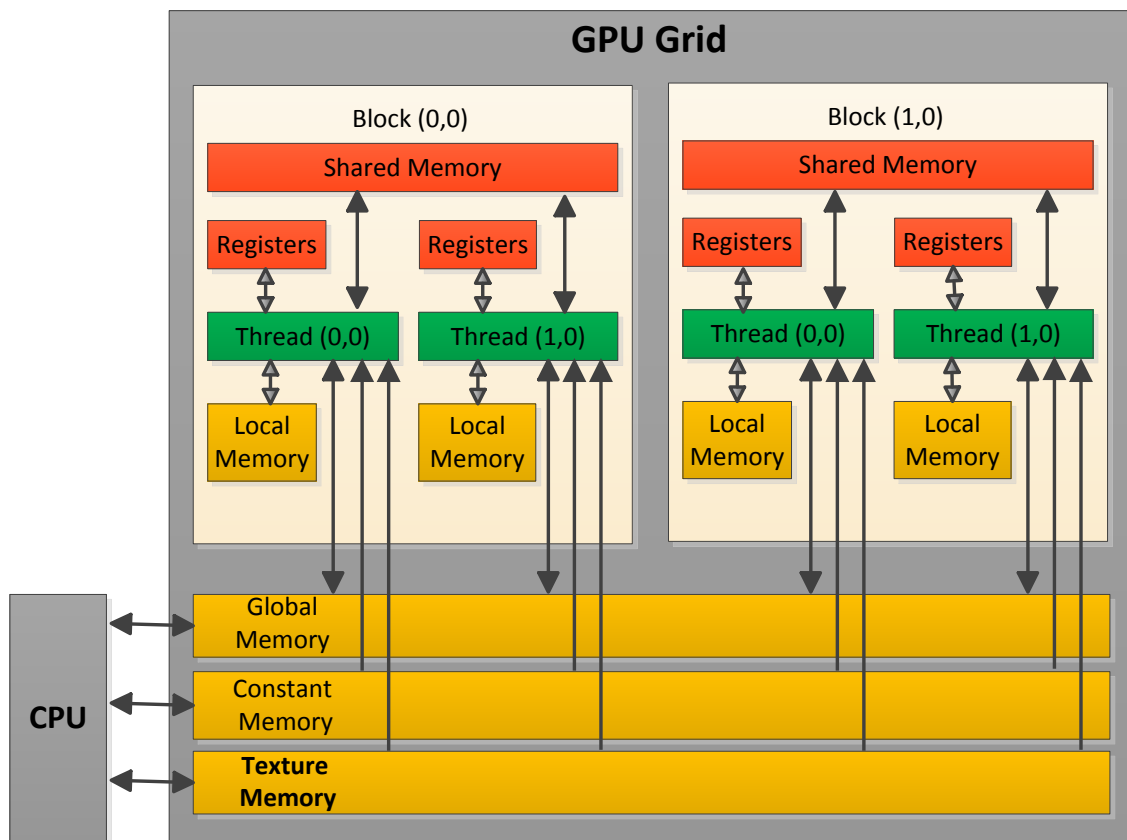 GPU Grid
Block (0,0)
Shared Memory
Registers
Registers
Thread (0,0)
Thread (1,0)
Local
Memory
Local
Memory
Block (1,0)
Shared Memory
Registers
Registers
Thread (0,0)
Thread (1,0)
Local
Memory
Local
Memory
CPU
Global
Memory
Constant
Memory
Texture
Memory